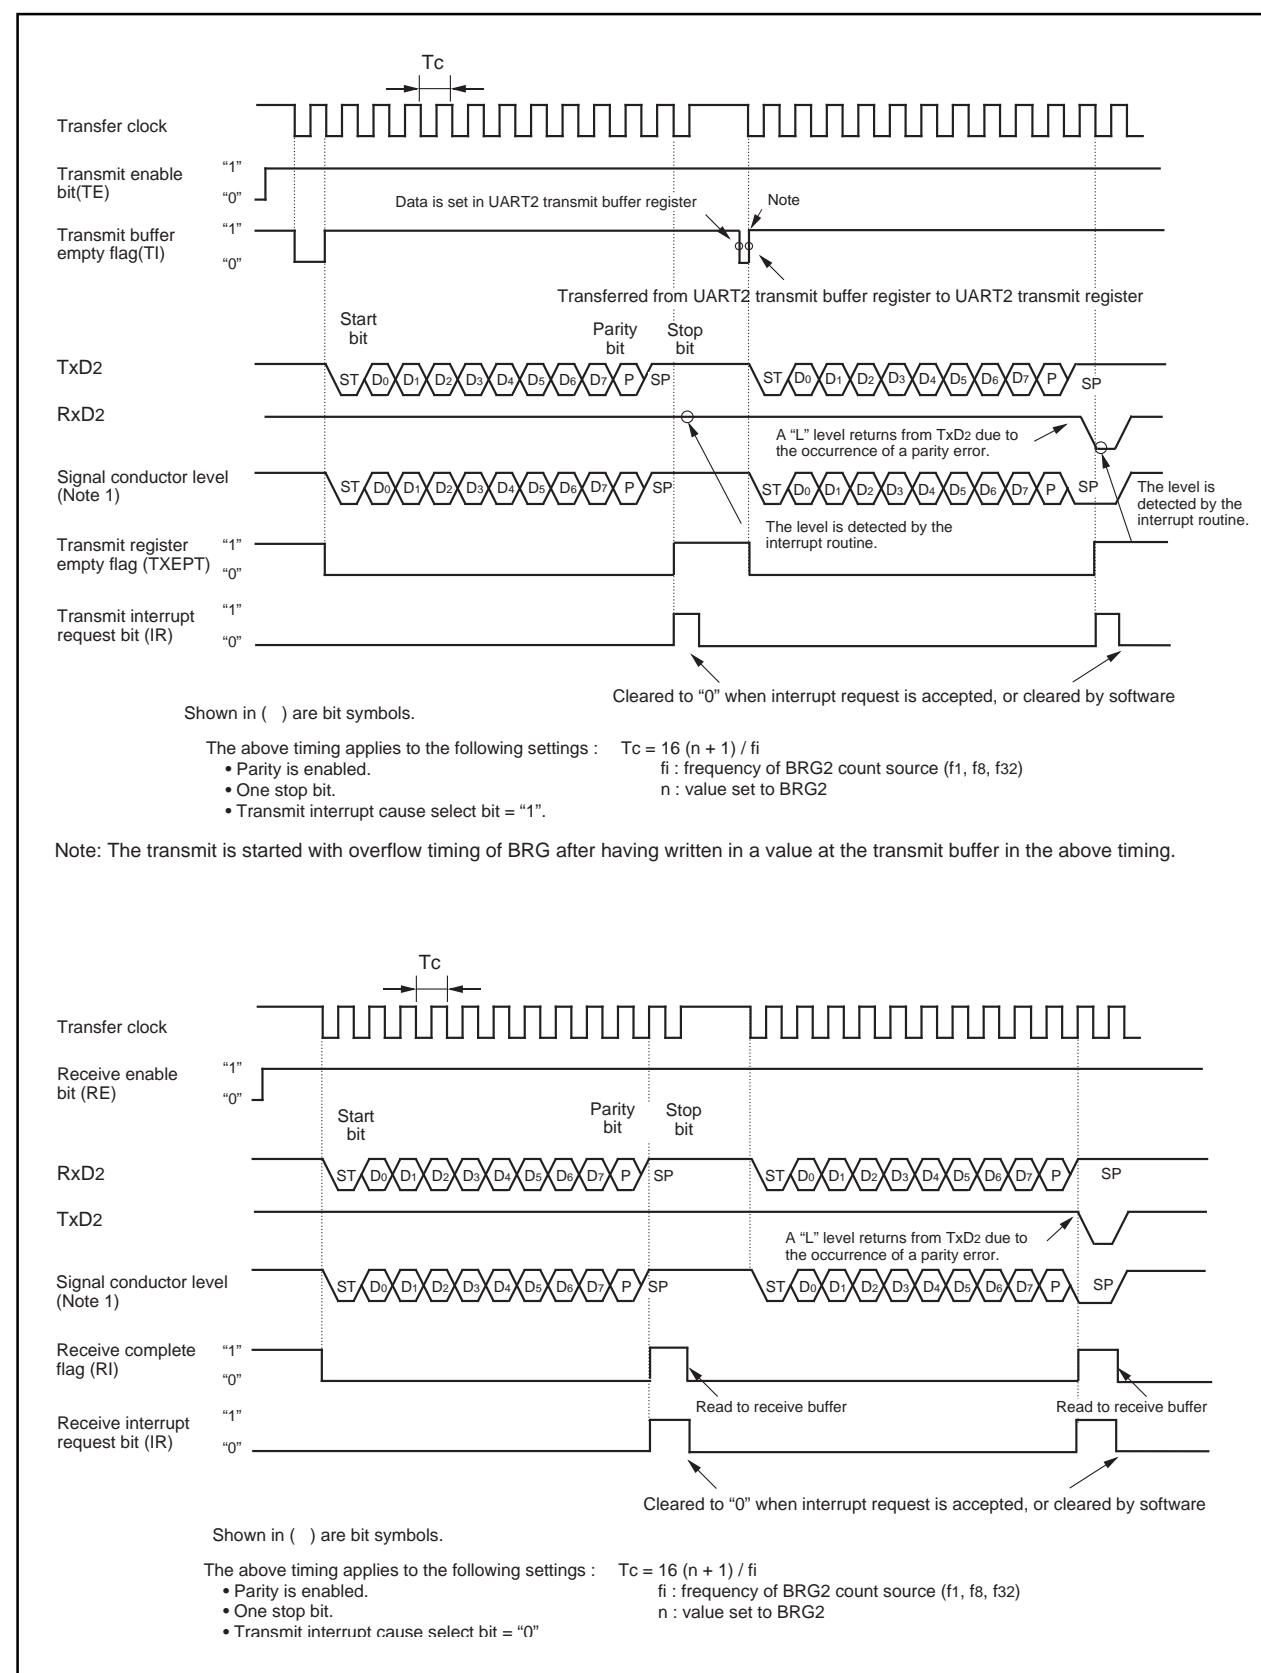 Tc
Transfer clock
Transmit enable
bit(TE)
“1”
“0”
Data is set in UART2 transmit buffer register
Note
Transmit buffer
empty flag(TI)
“1”
“0”
Transferred from UART2 transmit buffer register to UART2 transmit register
Start
bit
Parity
bit
Stop
bit
TxD2
ST D0 D1 D2 D3 D4 D5 D6 D7 P SP
ST D0 D1 D2 D3 D4 D5 D6 D7 P SP
RxD2
A “L” level returns from TxD2 due to
the occurrence of a parity error.
Signal conductor level
(Note 1)
ST D0 D1 D2 D3 D4 D5 D6 D7 P SP
ST D0 D1 D2 D3 D4 D5 D6 D7 P SP
The level is
detected by the
interrupt routine.
The level is detected by the
interrupt routine.
Transmit register
empty flag (TXEPT)
“1”
“0”
Transmit interrupt
request bit (IR)
“1”
“0”
Cleared to “0” when interrupt request is accepted, or cleared by software
Shown in ( ) are bit symbols.
The above timing applies to the following settings :
• Parity is enabled.
• One stop bit.
• Transmit interrupt cause select bit = “1”.
Tc = 16 (n + 1) / fi
fi : frequency of BRG2 count source (f1, f8, f32)
n : value set to BRG2
Note: The transmit is started with overflow timing of BRG after having written in a value at the transmit buffer in the above timing.
Tc
Transfer clock
Receive enable
bit (RE)
“1”
“0”
Start
bit
Parity
bit
Stop
bit
RxD2
ST D0 D1 D2 D3 D4 D5 D6 D7 P SP
ST D0 D1 D2 D3 D4 D5 D6 D7 P SP
TxD2
A “L” level returns from TxD2 due to
the occurrence of a parity error.
Signal conductor level
(Note 1)
ST D0 D1 D2 D3 D4 D5 D6 D7 P SP
ST D0 D1 D2 D3 D4 D5 D6 D7 P SP
Receive complete
flag (RI)
“1”
“0”
Read to receive buffer
Read to receive buffer
Receive interrupt
request bit (IR)
“1”
“0”
Cleared to “0” when interrupt request is accepted, or cleared by software
Shown in ( ) are bit symbols.
The above timing applies to the following settings :
• Parity is enabled.
• One stop bit.
• Transmit interrupt cause select bit = “0”
Tc = 16 (n + 1) / fi
fi : frequency of BRG2 count source (f1, f8, f32)
n : value set to BRG2